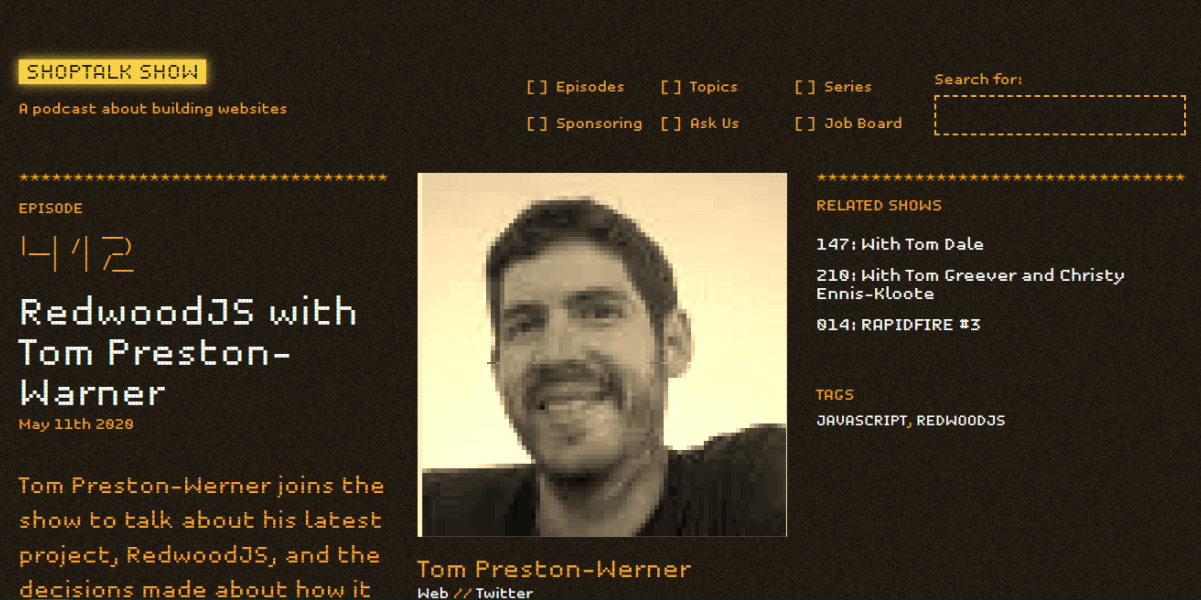 SHOPTALK SHOW
A podcast about building websites
[ ] Episodes
[ ] Topics
[ ] Series
[ ] Sponsoring
[ ] Ask Us
[ ] Job Board
Search for:
***********************************
EPISODE
412
RedwoodJS with
Tom Preston-
Warner
May 11th 2020
Tom Preston-Werner joins the
show to talk about his latest
project, RedwoodJS, and the
decisions made about how it
Tom Preston-Werner
Web // Twitter
***********************************
RELATED SHOWS
147: With Tom Dale
210: With Tom Greever and Christy
Ennis-Kloote
014: RAPIDFIRE #3
TAGS
JAVASCRIPT, REDWOODJS